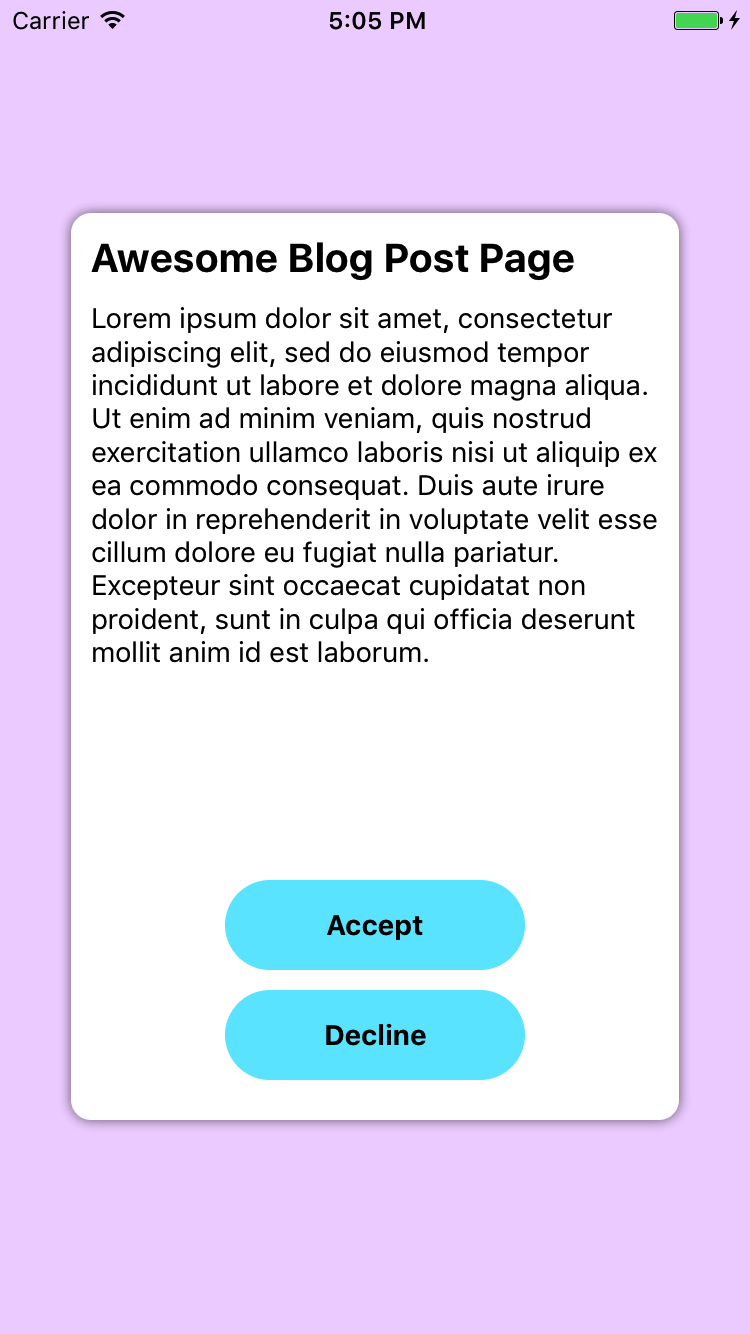 Carrier 5:05 PM
Awesome Blog Post Page
Lorem ipsum dolor sit amet, consectetur
adipiscing elit, sed do eiusmod tempor
incididunt ut labore et dolore magna aliqua.
Ut enim ad minim veniam, quis nostrud
exercitation ullamco laboris nisi ut aliquip ex
ea commodo consequat. Duis aute irure
dolor in reprehenderit in voluptate velit esse
cillum dolore eu fugiat nulla pariatur.
Excepteur sint occaecat cupidatat non
proident, sunt in culpa qui officia deserunt
mollit anim id est laborum.
Accept
Decline